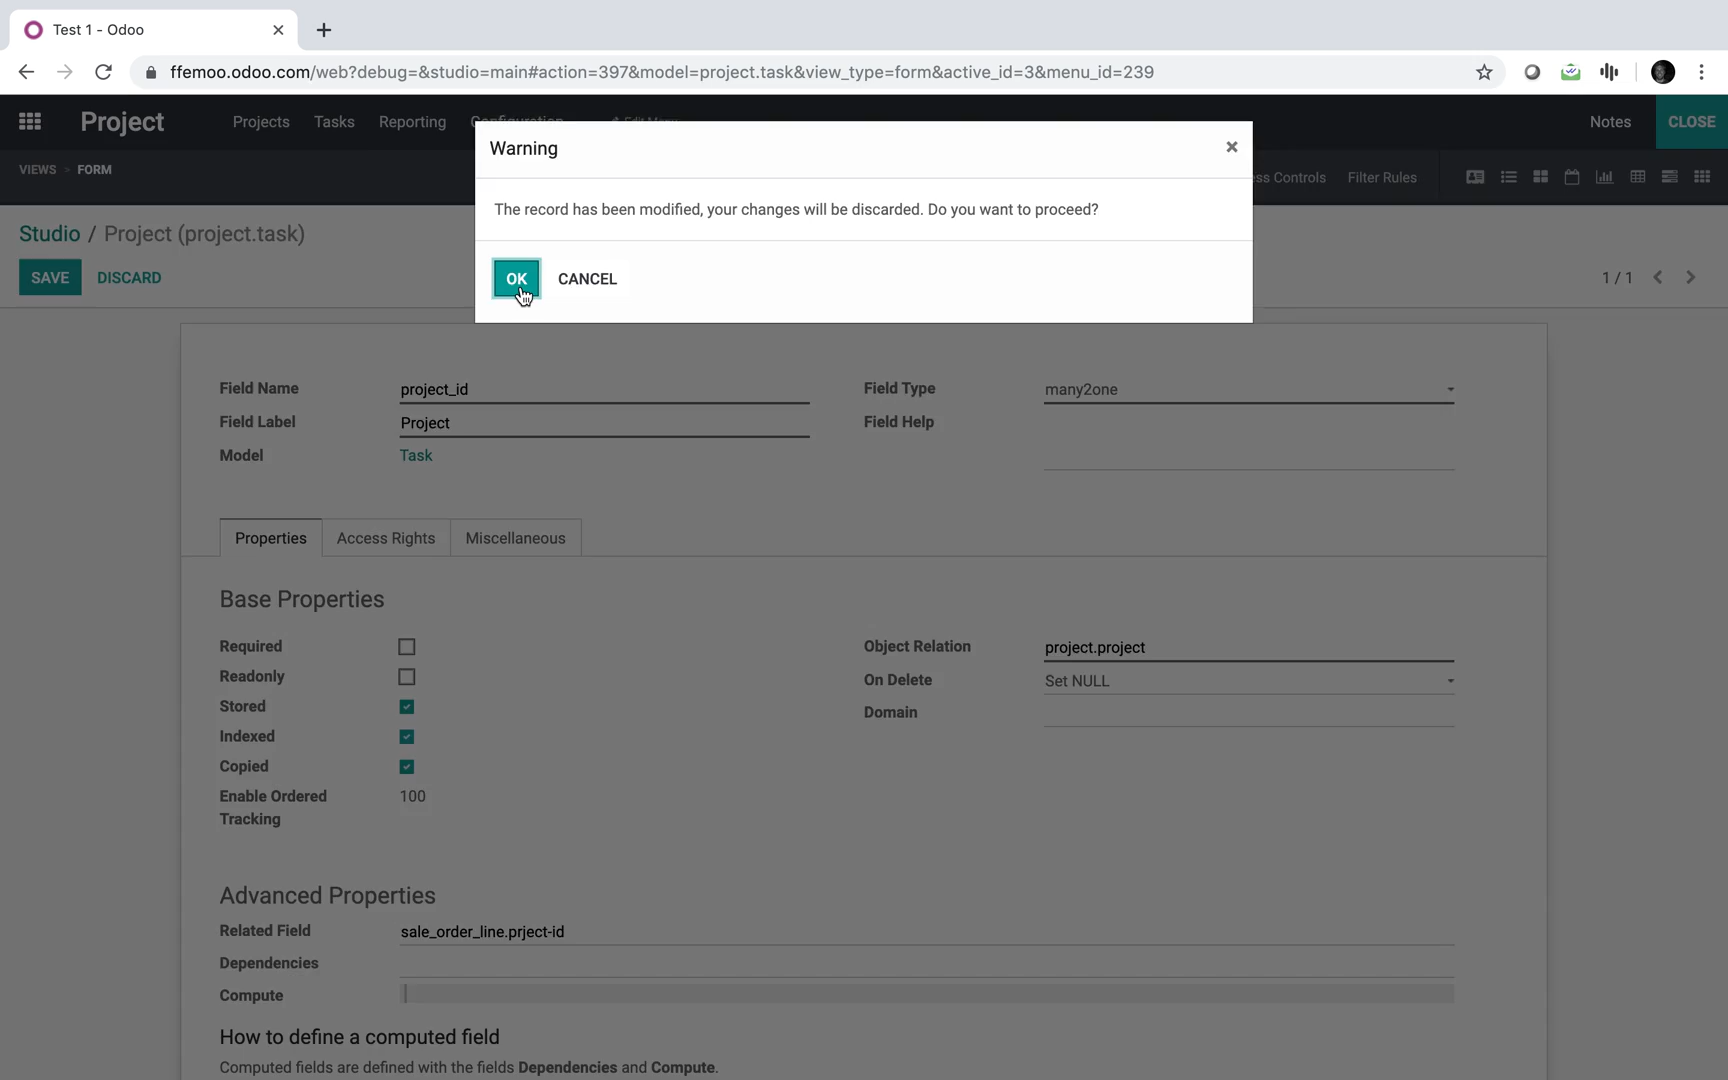 Test 1 - Odoo
ffemoo.odoo.com/web?debug=&studio=main#action=397&model=project.task&view_type=form&active_id=3&menu_id=239
Project
Projects
Tasks
Reporting
Configuration
Edit Menu
Notes
CLOSE
VIEWS > FORM
ess Controls
Filter Rules
Warning
The record has been modified, your changes will be discarded. Do you want to proceed?
OK
CANCEL
Studio / Project (project.task)
SAVE
DISCARD
1 / 1
Field Name project_id
Field Label Project
Model Task
Field Type many2one
Field Help
Properties
Access Rights
Miscellaneous
Base Properties
Required
Readonly
Stored
Indexed
Copied
Enable Ordered 100
Tracking
Object Relation project.project
On Delete Set NULL
Domain
Advanced Properties
Related Field sale_order_line.prject-id
Dependencies
Compute
How to define a computed field
Computed fields are defined with the fields Dependencies and Compute.